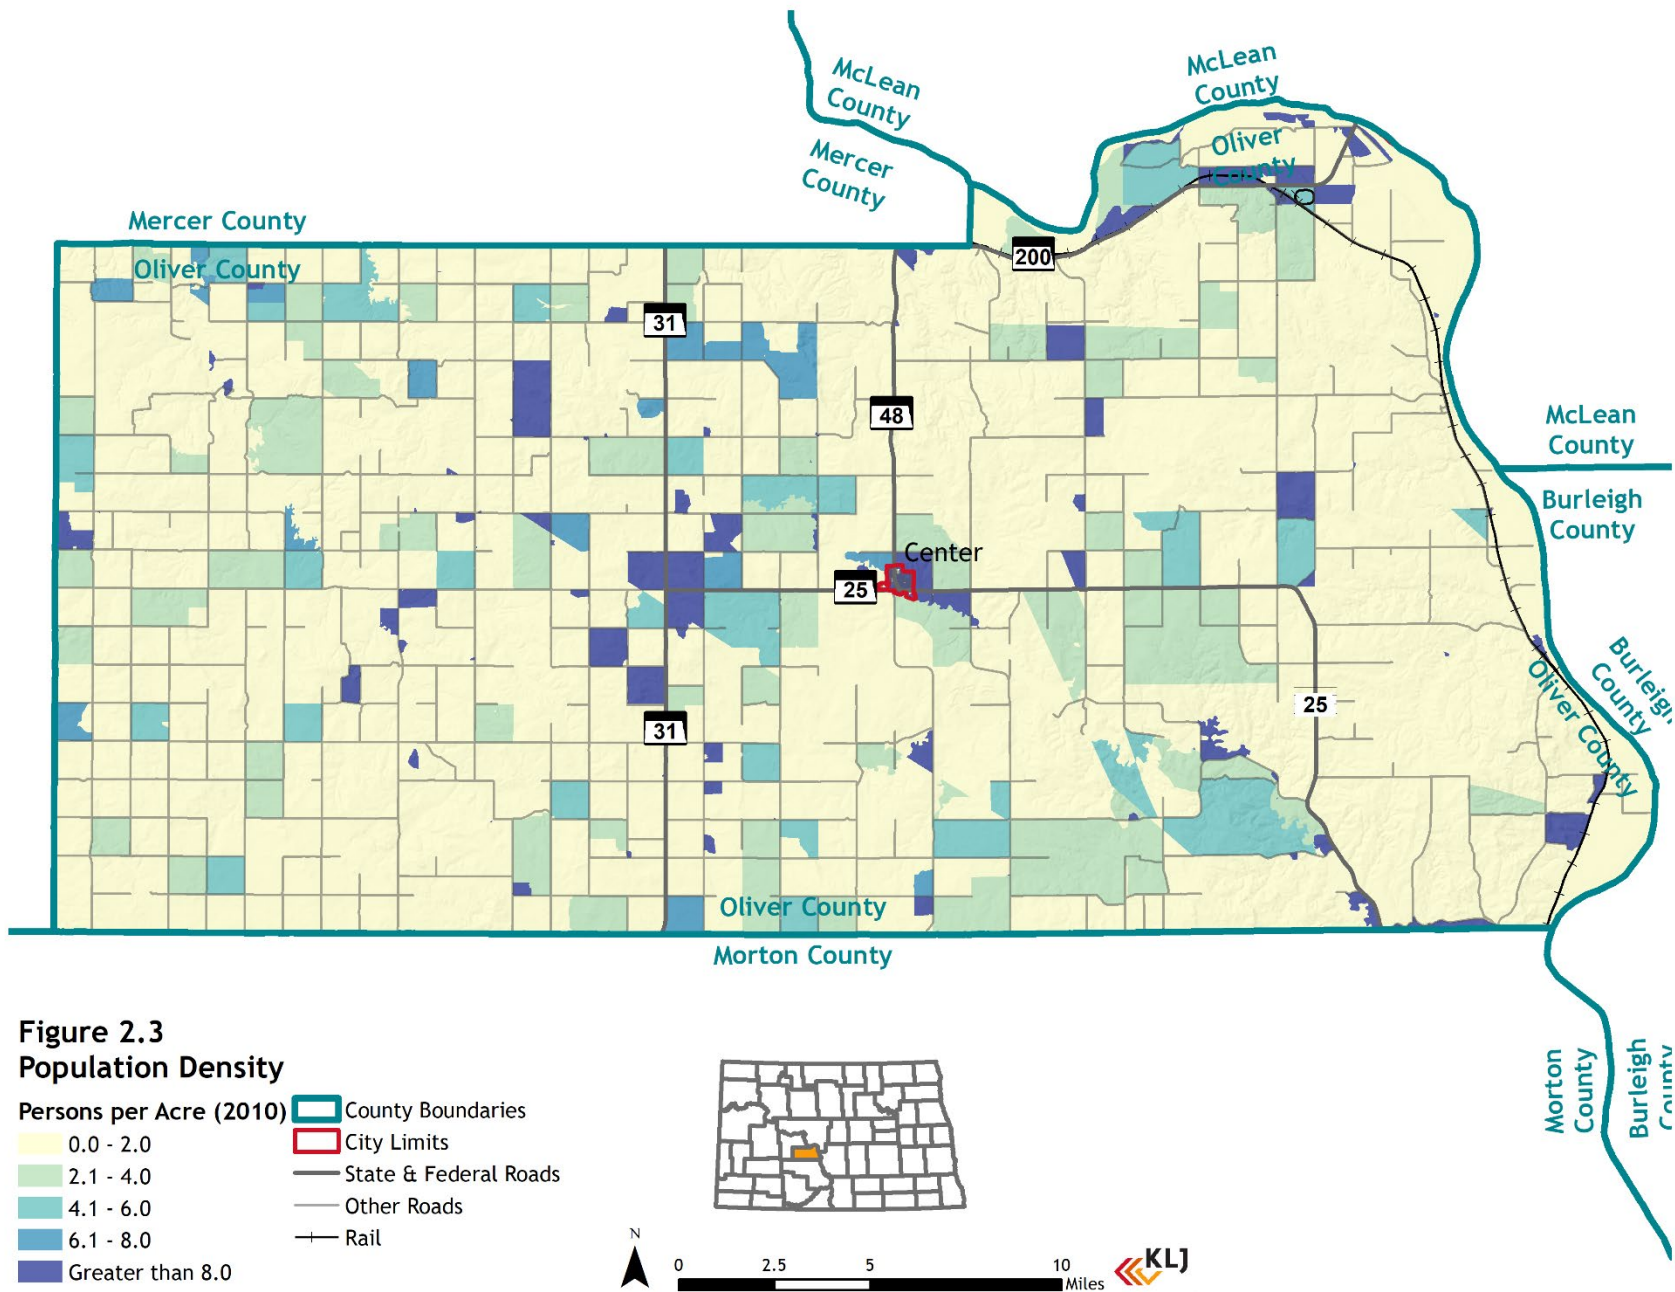 McLean
County
McLean
County
Mercer
County
Oliver
County
Mercer County
Oliver County
200
31
48
McLean
County
Burleigh
County
Center
25
Burleigh
County
Oliver County
25
31
Oliver County
Morton County
Figure 2.3
Population Density
Persons per Acre (2010)
0.0 - 2.0
2.1 - 4.0
4.1 - 6.0
6.1 - 8.0
Greater than 8.0
County Boundaries
City Limits
State & Federal Roads
Other Roads
Rail
N
0 2.5 5 10
Miles
KLJ
Morton
County
Burleigh
County